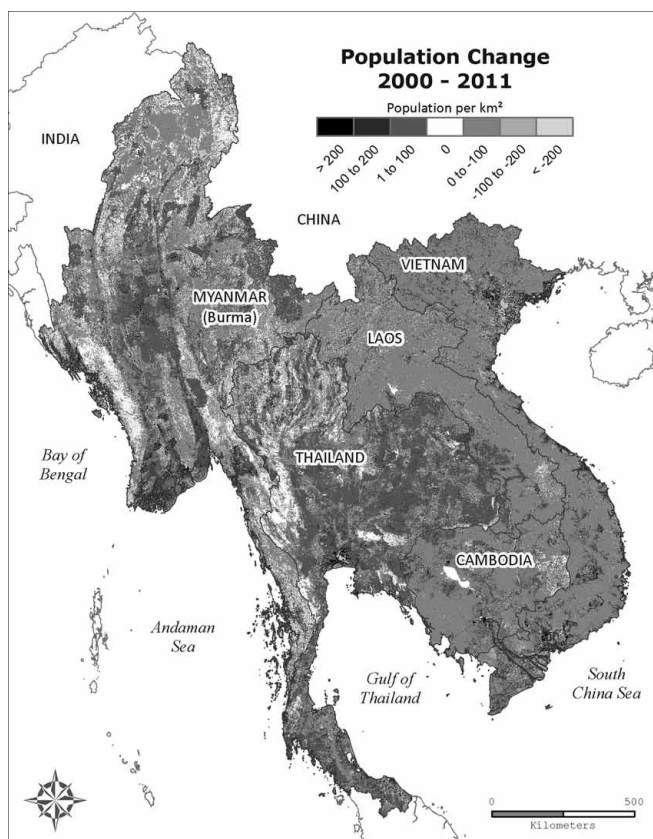 Population Change
2000 - 2011
Population per km²
> 200
100 to 200
1 to 100
0
0 to -100
-100 to -200
< -200
INDIA
CHINA
VIETNAM
MYANMAR
(Burma)
LAOS
Bay of
Bengal
THAILAND
CAMBODIA
Andaman
Sea
Gulf of
Thailand
South
China Sea
0 500
Kilometers